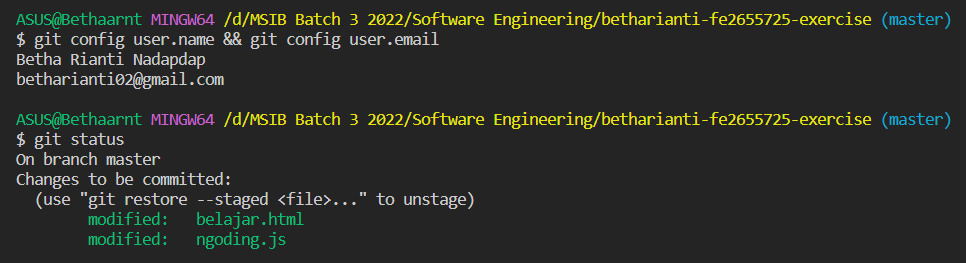 ASUS@Bethaarnt MINGW64 /d/MSIB Batch 3 2022/Software Engineering/betharianti-fe2655725-exercise (master)
$ git config user.name && git config user.email
Betha Rianti Nadapdap
betharianti02@gmail.com
ASUS@Bethaarnt MINGW64 /d/MSIB Batch 3 2022/Software Engineering/betharianti-fe2655725-exercise (master)
$ git status
On branch master
Changes to be committed:
(use "git restore --staged <file>..." to unstage)
modified: belajar.html
modified: ngoding.js